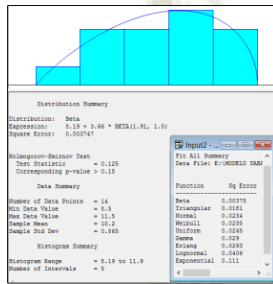 Distribution Summary
Distribution: Beta
Expression: 8.19 + 3.66 * BETA(1.91, 1.5)
Square Error: 0.003747
Kolmogorov-Smirnov Test
Test Statistic = 0.125
Corresponding p-value > 0.15
Data Summary
Number of Data Points = 14
Min Data Value = 8.5
Max Data Value = 11.5
Sample Mean = 10.2
Sample Std Dev = 0.865
Histogram Summary
Histogram Range = 8.19 to 11.9
Number of Intervals = 5
Input2 -
Fit All Summary
Data File: E:\MODELO SABA
Function Sq Error
Beta 0.00375
Triangular 0.0181
Normal 0.0234
Weibull 0.0235
Uniform 0.0245
Gamma 0.029
Erlang 0.0293
Lognormal 0.0406
Exponential 0.111